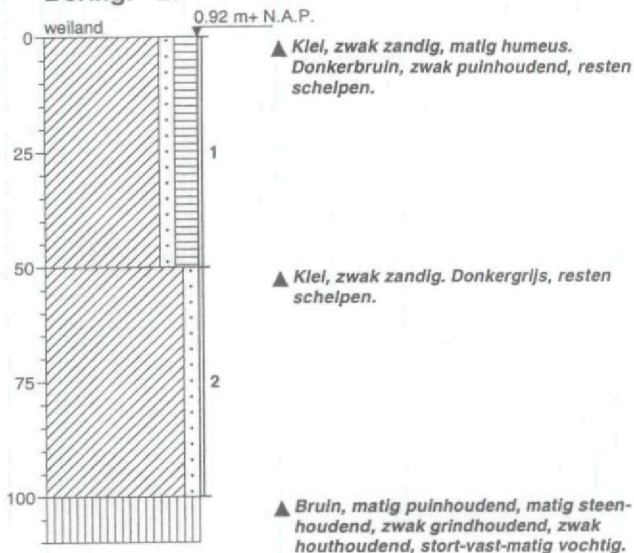 0.92 m+ N.A.P.
weiland
0
25
50
75
100
1
2
Klei, zwak zandig, matig humeus.
Donkerbruin, zwak puinhoudend, resten
schelpen.
Klei, zwak zandig. Donkergrijs, resten
schelpen.
Bruin, matig puinhoudend, matig steen-
houdend, zwak grindhoudend, zwak
houthoudend, stort-vast-matig vochtig.